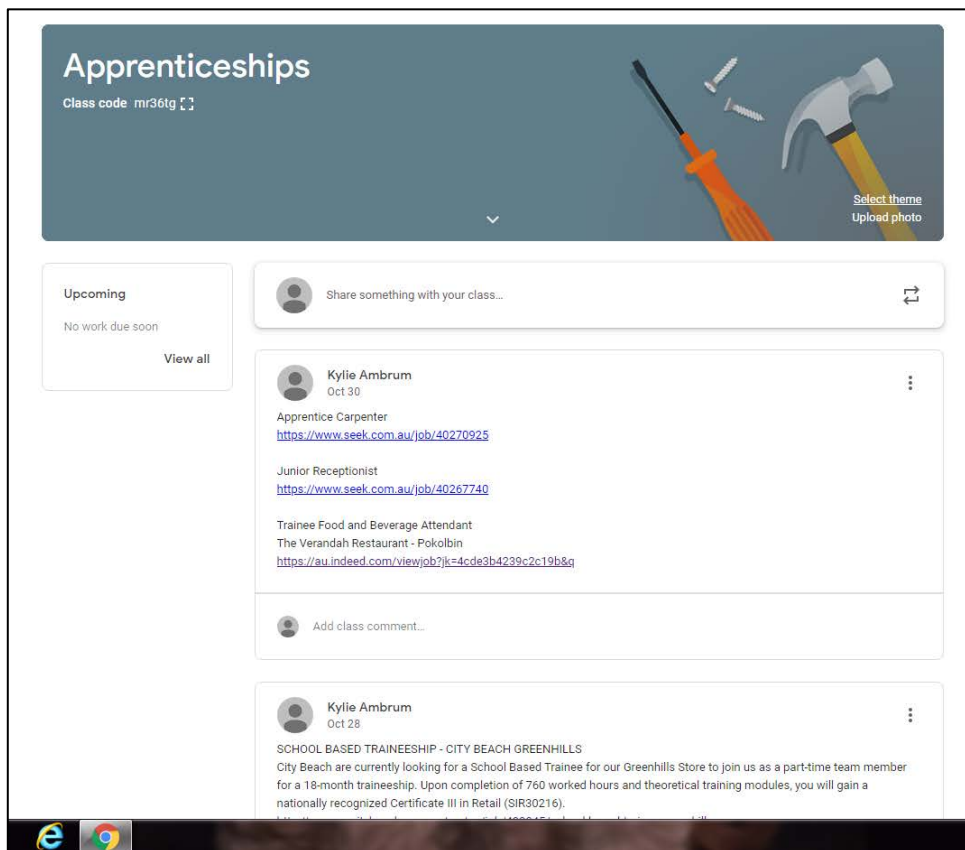 Apprenticeships
Class code mr36tg
Select theme
Upload photo
Upcoming
No work due soon
View all
Share something with your class...
Kylie Ambrum
Oct 30
Apprentice Carpenter
https://www.seek.com.au/job/40270925
Junior Receptionist
https://www.seek.com.au/job/40267740
Trainee Food and Beverage Attendant
The Verandah Restaurant - Pokolbin
https://au.indeed.com/viewjob?jk=4cde3b4239c2c19b&q
Add class comment...
Kylie Ambrum
Oct 28
SCHOOL BASED TRAINEESHIP - CITY BEACH GREENHILLS
City Beach are currently looking for a School Based Trainee for our Greenhills Store to join us as a part-time team member
for a 18-month traineeship. Upon completion of 760 worked hours and theoretical training modules, you will gain a
nationally recognized Certificate III in Retail (SIR30216).